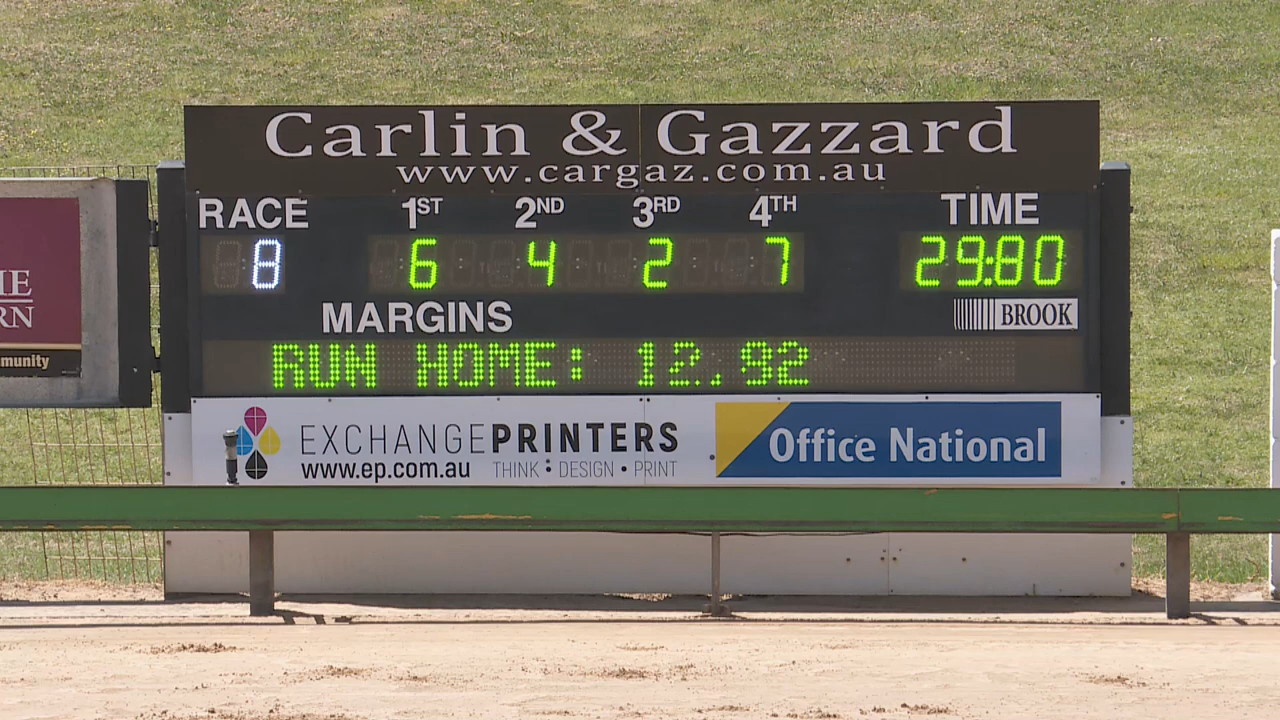 Carlin & Gazzard
www.cargaz.com.au
RACE 1ST 2ND 3RD 4TH TIME
8 6 4 2 7 29:80
MARGINS
BROOK
RUN HOME: 12.92
EXCHANGEPRINTERS
www.ep.com.au THINK : DESIGN • PRINT
Office National
IE
RN
munity